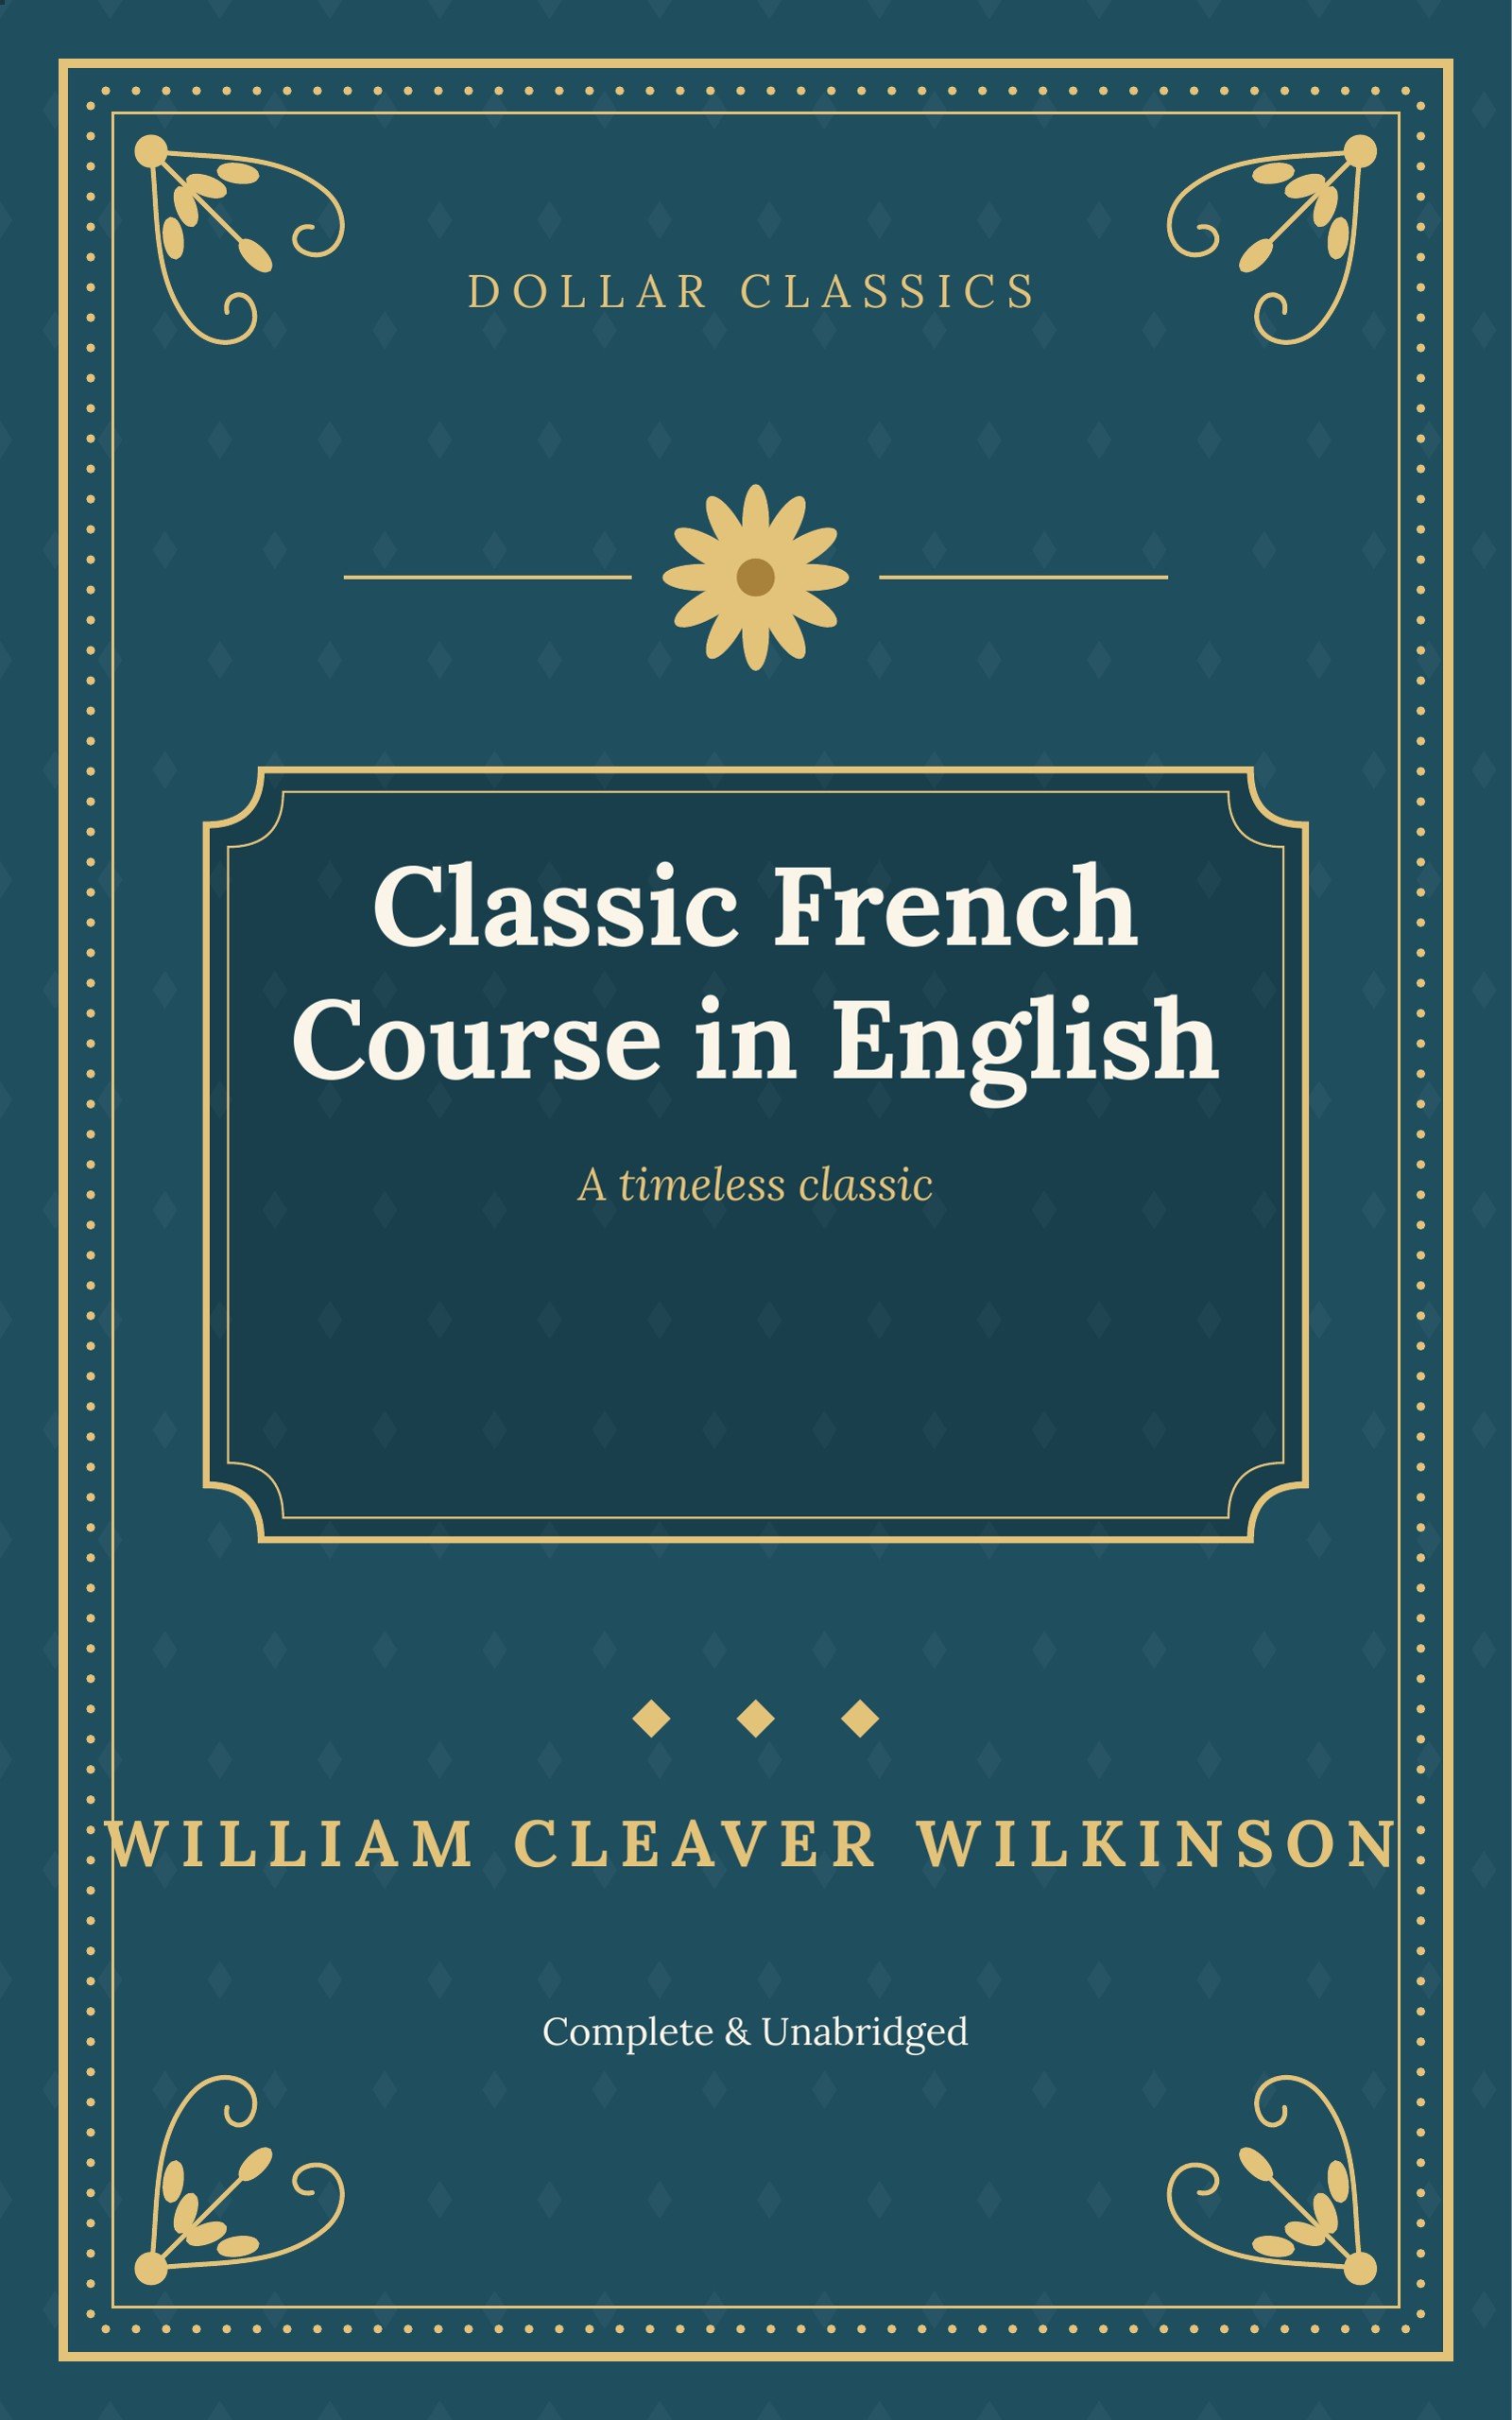 DOLLAR CLASSICS
Classic French
Course in English
A timeless classic
WILLIAM CLEAVER WILKINSON
Complete & Unabridged